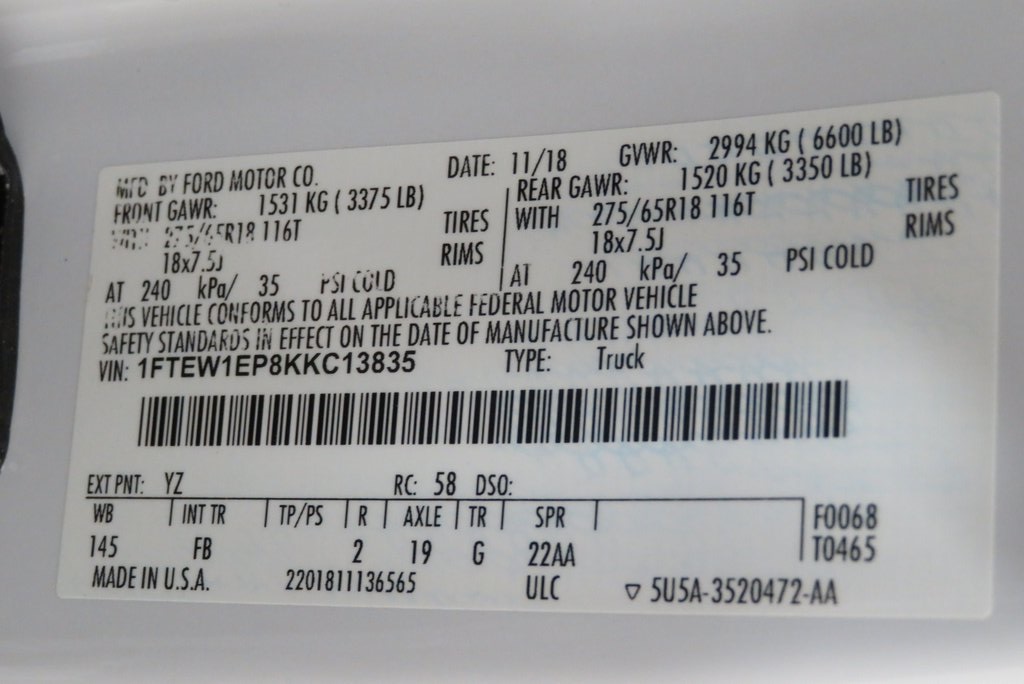 MFD BY FORD MOTOR CO. DATE: 11/18 GVWR: 2994 KG ( 6600 LB)
FRONT GAWR: 1531 KG ( 3375 LB) REAR GAWR: 1520 KG ( 3350 LB)
WITH 275/65R18 116T TIRES WITH 275/65R18 116T TIRES
18x7.5J RIMS 18x7.5J RIMS
AT 240 kPa/ 35 PSI COLD AT 240 kPa/ 35 PSI COLD
THIS VEHICLE CONFORMS TO ALL APPLICABLE FEDERAL MOTOR VEHICLE
SAFETY STANDARDS IN EFFECT ON THE DATE OF MANUFACTURE SHOWN ABOVE.
VIN: 1FTEW1EP8KKC13835 TYPE: Truck
EXT PNT: YZ RC: 58 DSO:
WB INT TR TP/PS R AXLE TR SPR F0068
145 FB 2 19 G 22AA T0465
MADE IN U.S.A. 2201811136565 ULC ▽ 5U5A-3520472-AA